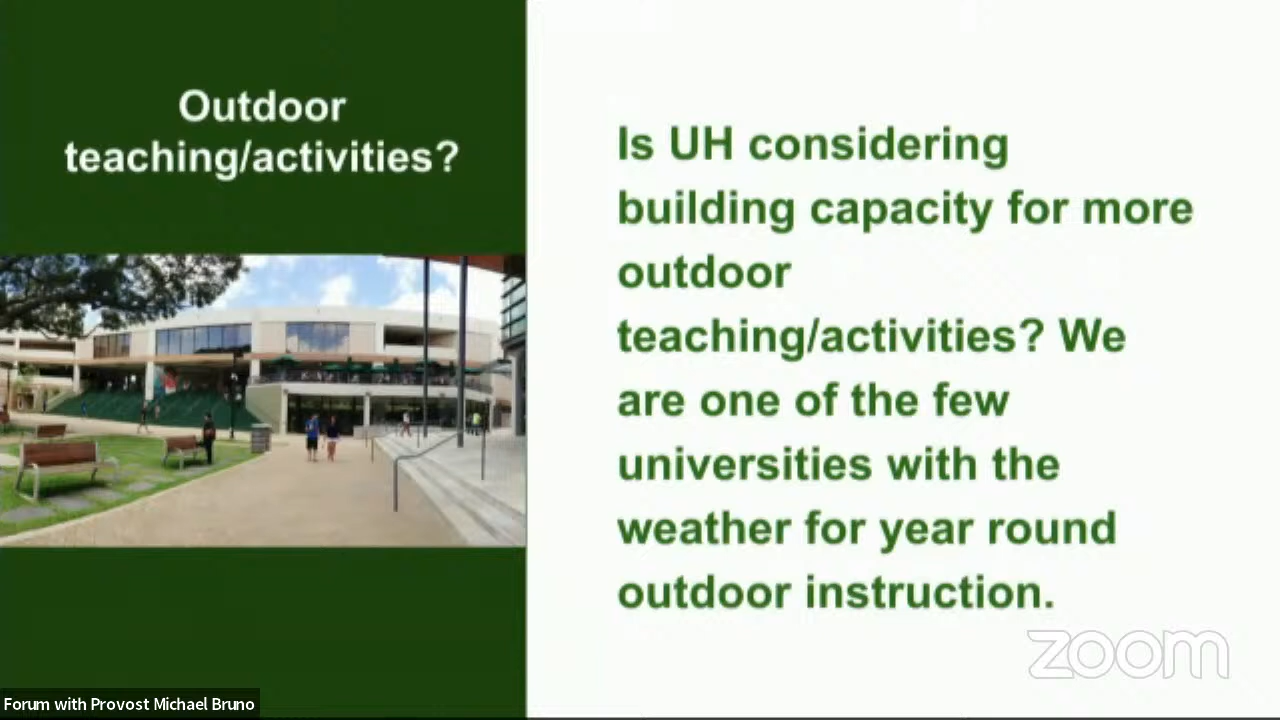 Outdoor
teaching/activities?
Is UH considering
building capacity for more
outdoor
teaching/activities? We
are one of the few
universities with the
weather for year round
outdoor instruction.
zoom
Forum with Provost Michael Bruno